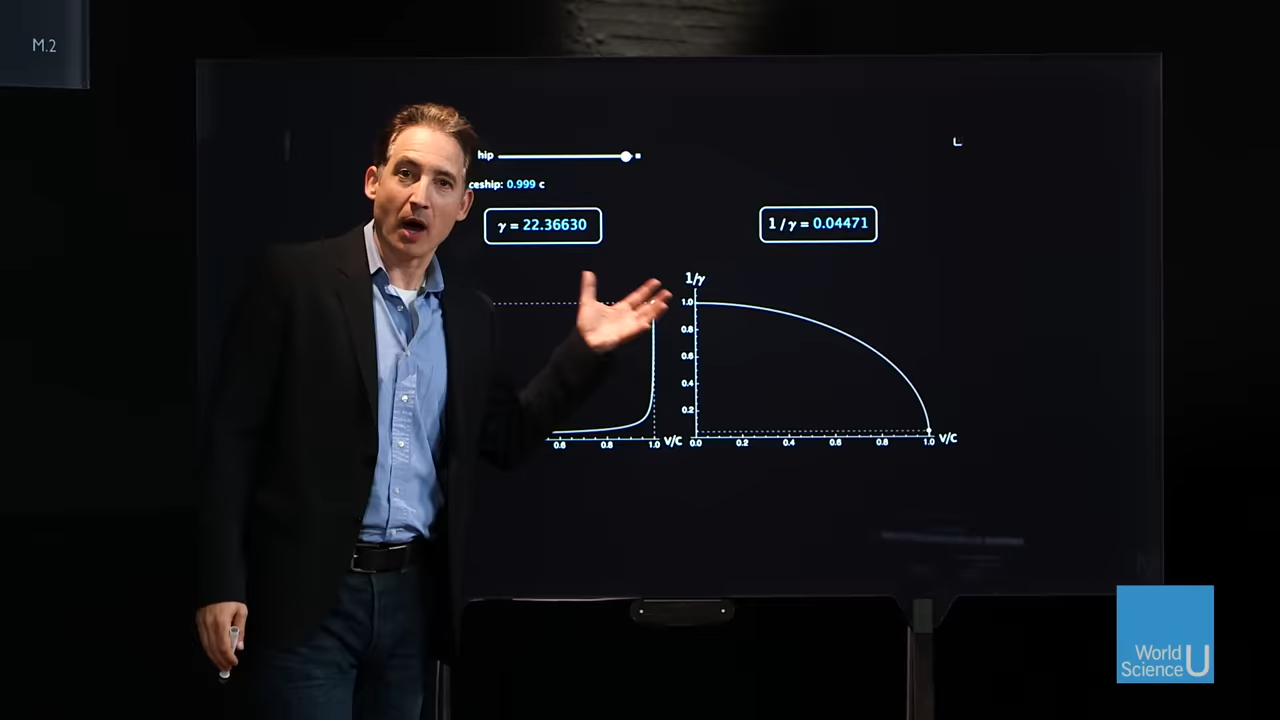 M.2
hip
ceship: 0.999 c
γ = 22.36630
1 / γ = 0.04471
1/γ
1.0
0.8
0.6
0.4
0.2
0.6 0.8 1.0 V/C
0.0 0.2 0.4 0.6 0.8 1.0 V/C
World
Science U